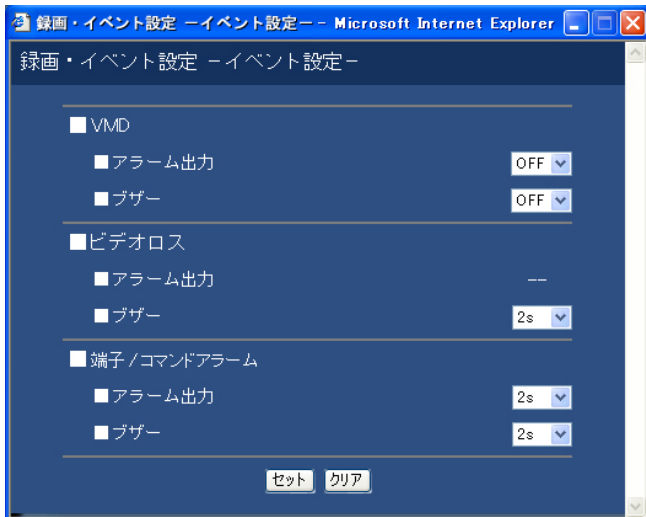 録画・イベント設定 －イベント設定－ - Microsoft Internet Explorer
録画・イベント設定 －イベント設定－
■VMD
■アラーム出力 OFF
■ブザー OFF
■ビデオロス
■アラーム出力 --
■ブザー 2s
■端子/コマンドアラーム
■アラーム出力 2s
■ブザー 2s
セット クリア